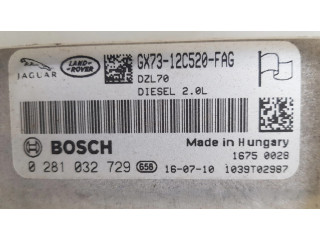 JAGUAR
LAND-ROVER
GX73-12C520-FAG
DZL70
DIESEL 2.0L
BOSCH
Made in Hungary
1675 0028
0 281 032 729 G5B 16-07-10 1039T02987